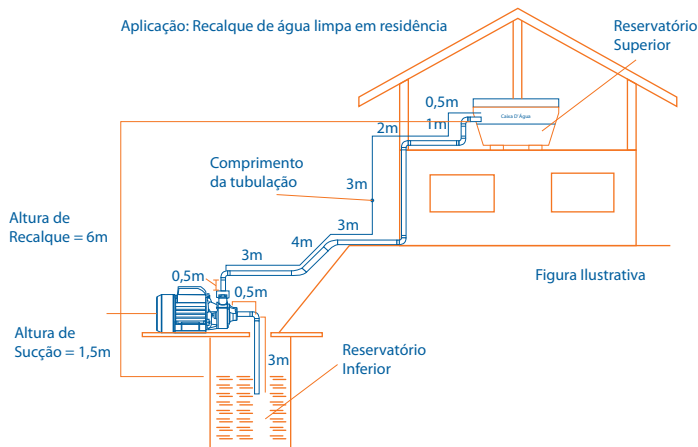 Aplicação: Recalque de água limpa em residência
Reservatório
Superior
0,5m
Caixa D'Água
2m
1m
Comprimento
da tubulação
3m
Altura de
Recalque = 6m
3m
4m
3m
0,5m
0,5m
Figura Ilustrativa
Altura de
Sucção = 1,5m
3m
Reservatório
Inferior